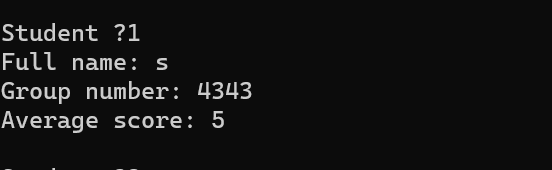 Student ?1
Full name: s
Group number: 4343
Average score: 5